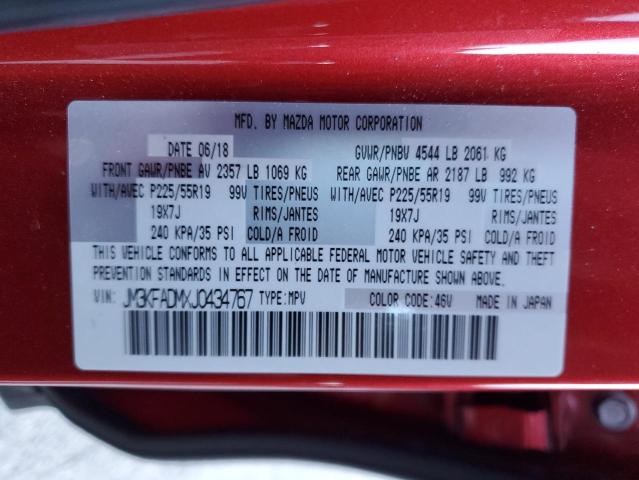 MFD. BY MAZDA MOTOR CORPORATION
DATE 06/18 GVWR/PNBV 4544 LB 2061 KG
FRONT GAWR/PNBE AV 2357 LB 1069 KG REAR GAWR/PNBE AR 2187 LB 992 KG
WITH/AVEC P225/55R19 99V TIRES/PNEUS WITH/AVEC P225/55R19 99V TIRES/PNEUS
19X7J RIMS/JANTES 19X7J RIMS/JANTES
240 KPA/35 PSI COLD/A FROID 240 KPA/35 PSI COLD/A FROID
THIS VEHICLE CONFORMS TO ALL APPLICABLE FEDERAL MOTOR VEHICLE SAFETY AND THEFT
PREVENTION STANDARDS IN EFFECT ON THE DATE OF MANUFACTURE SHOWN ABOVE.
VIN: JM3KFADMXJ0434767 TYPE:MPV COLOR CODE:46V MADE IN JAPAN